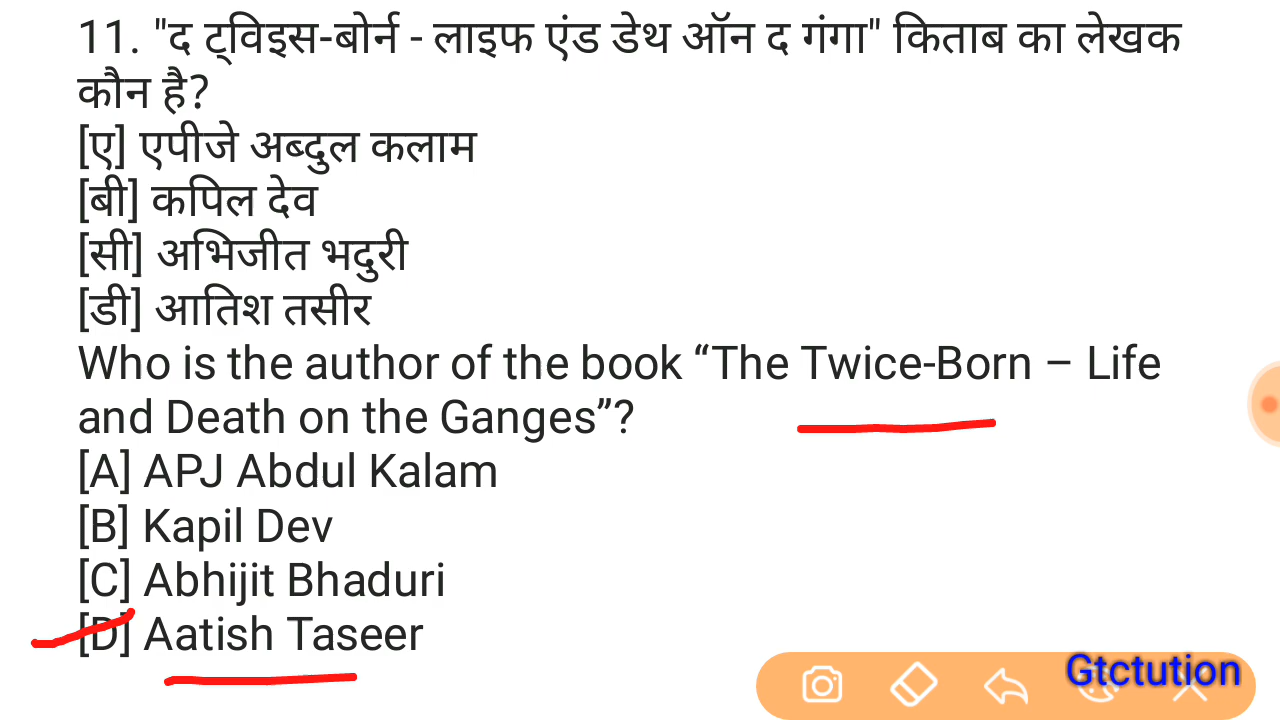 11. "द ट्विइस-बोर्न - लाइफ एंड डेथ ऑन द गंगा" किताब का लेखक
कौन है?
[ए] एपीजे अब्दुल कलाम
[बी] कपिल देव
[सी] अभिजीत भदुरी
[डी] आतिश तसीर
Who is the author of the book “The Twice-Born – Life
and Death on the Ganges”?
[A] APJ Abdul Kalam
[B] Kapil Dev
[C] Abhijit Bhaduri
[D] Aatish Taseer
Gtctution